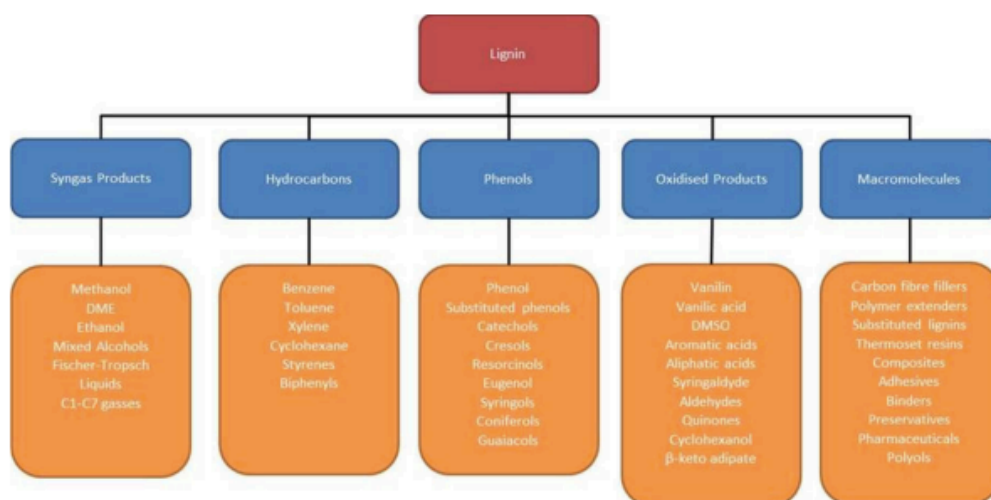 Lignin
Syngas Products
Hydrocarbons
Phenols
Oxidised Products
Macromolecules
Methanol
DME
Ethanol
Mixed Alcohols
Fischer-Tropsch
Liquids
C1-C7 gasses
Benzene
Toluene
Xylene
Cyclohexane
Styrenes
Biphenyls
Phenol
Substituted phenols
Catechols
Cresols
Resorcinols
Eugenol
Syringols
Coniferols
Guaiacols
Vanilin
Vanilic acid
DMSO
Aromatic acids
Aliphatic acids
Syringaldyde
Aldehydes
Quinones
Cyclohexanol
β-keto adipate
Carbon fibre fillers
Polymer extenders
Substituted lignins
Thermoset resins
Composites
Adhesives
Binders
Preservatives
Pharmaceuticals
Polyols